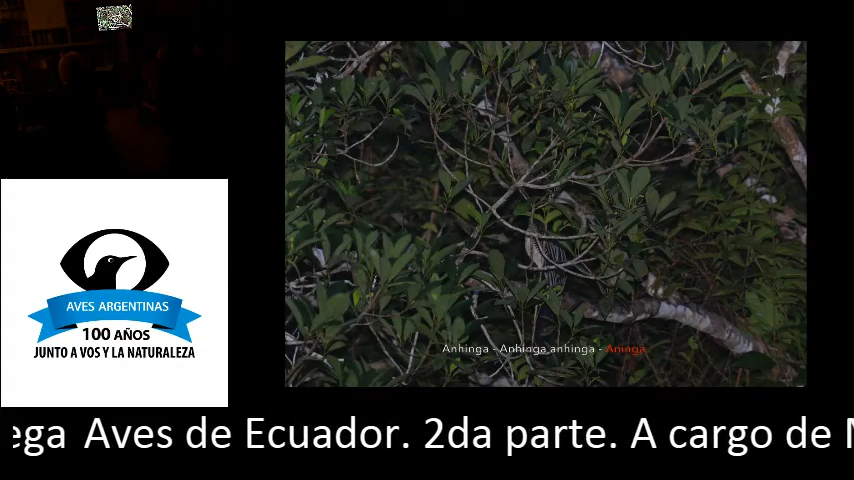 Anhinga - Anhinga anhinga - Aninga
AVES ARGENTINAS
100 AÑOS
JUNTO A VOS Y LA NATURALEZA
ega Aves de Ecuador. 2da parte. A cargo de